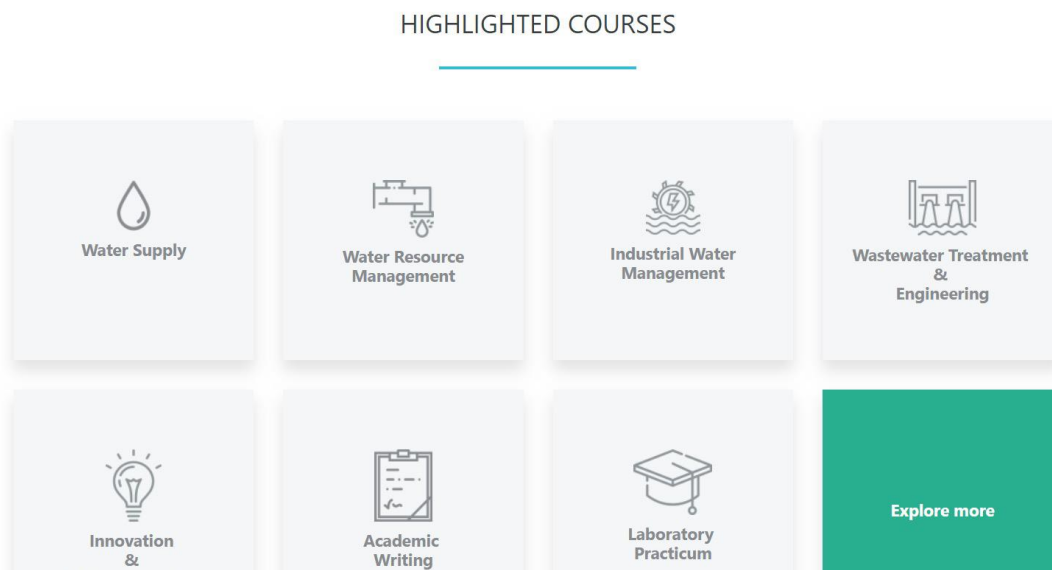 HIGHLIGHTED COURSES
Water Supply
Water Resource
Management
Industrial Water
Management
Wastewater Treatment
&
Engineering
Innovation
&
Academic
Writing
Laboratory
Practicum
Explore more